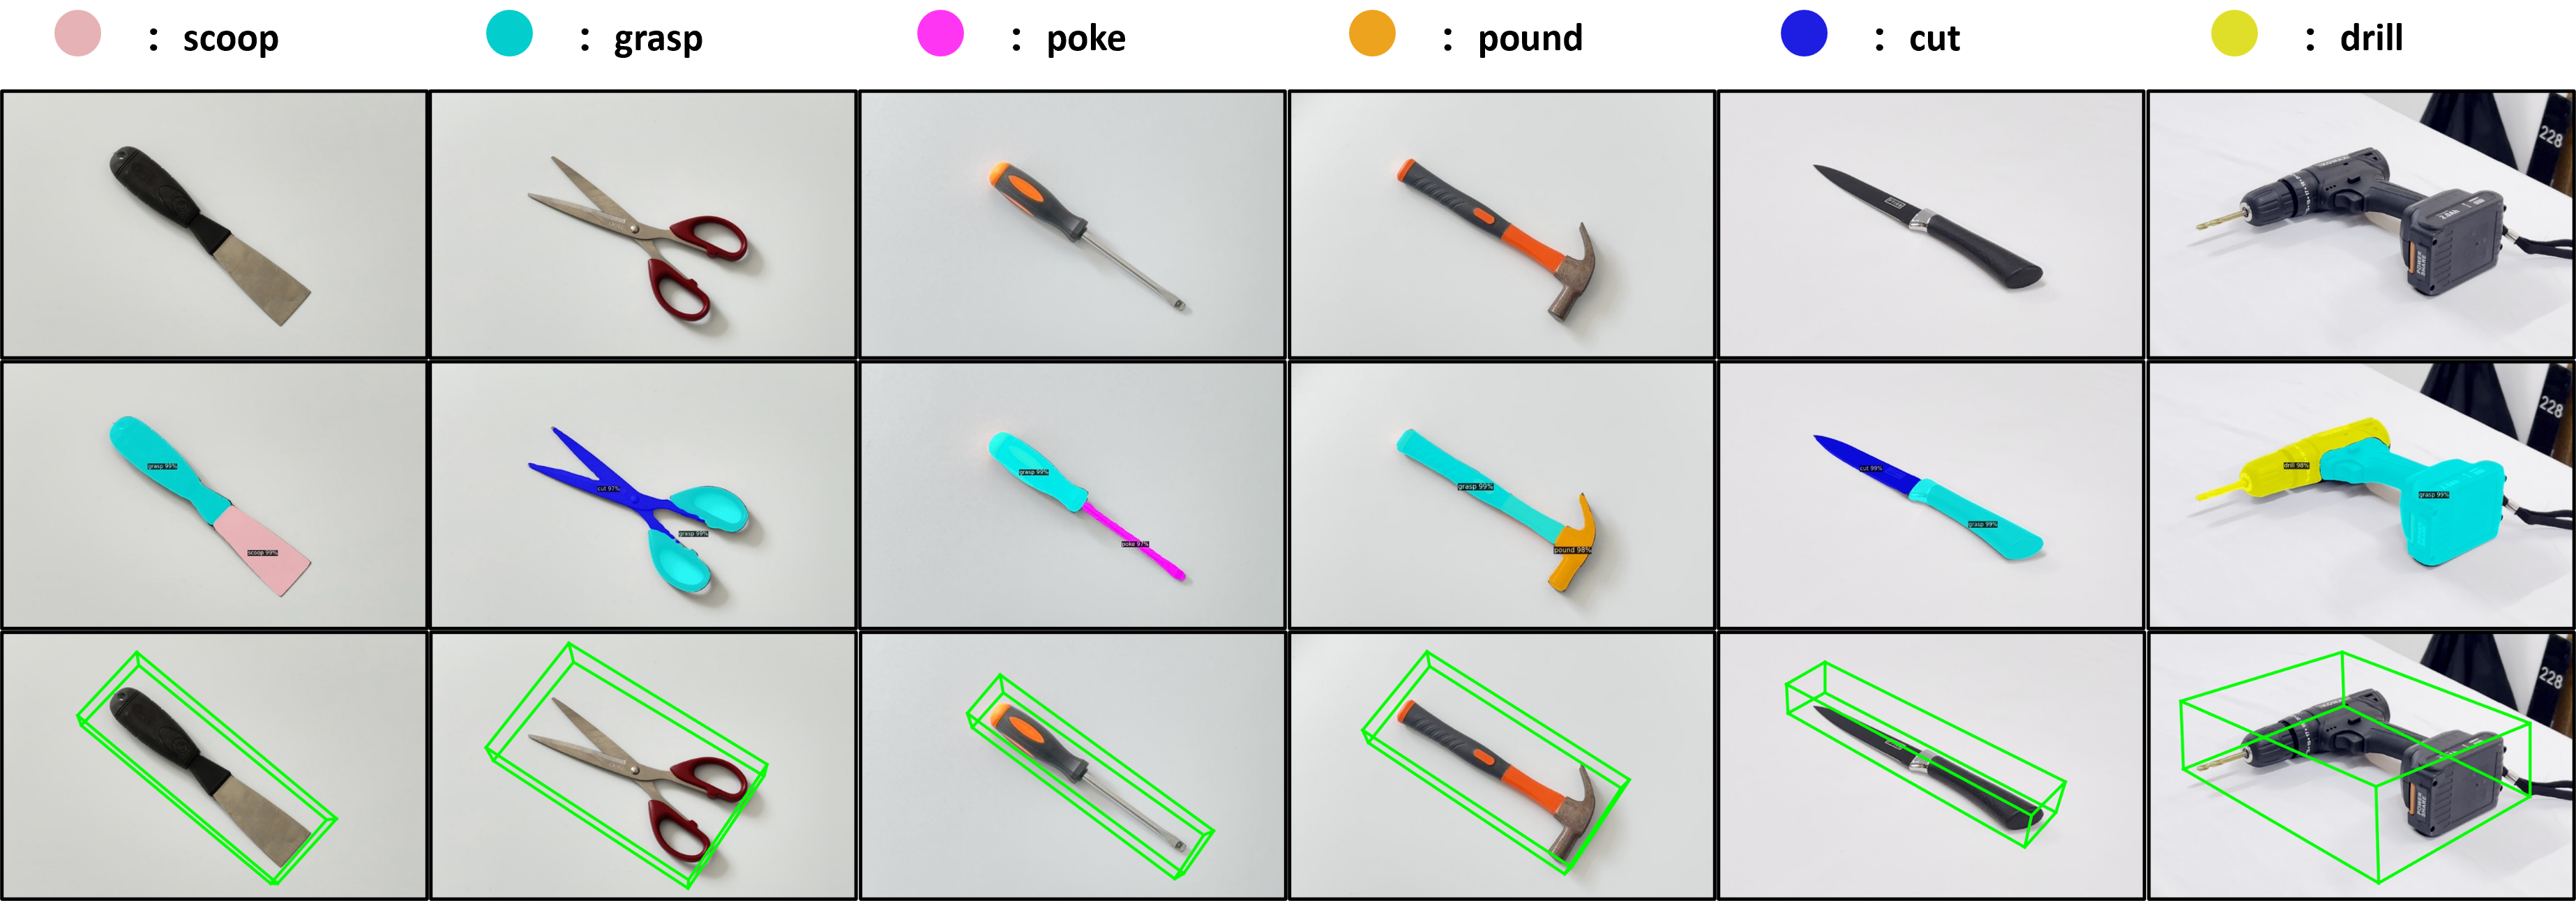 : scoop
: grasp
: poke
: pound
: cut
: drill
228
228
grasp 99%
scoop 99%
cut 97%
grasp 99%
grasp 99%
poke 97%
grasp 99%
pound 98%
cut 99%
grasp 99%
drill 98%
grasp 99%
228